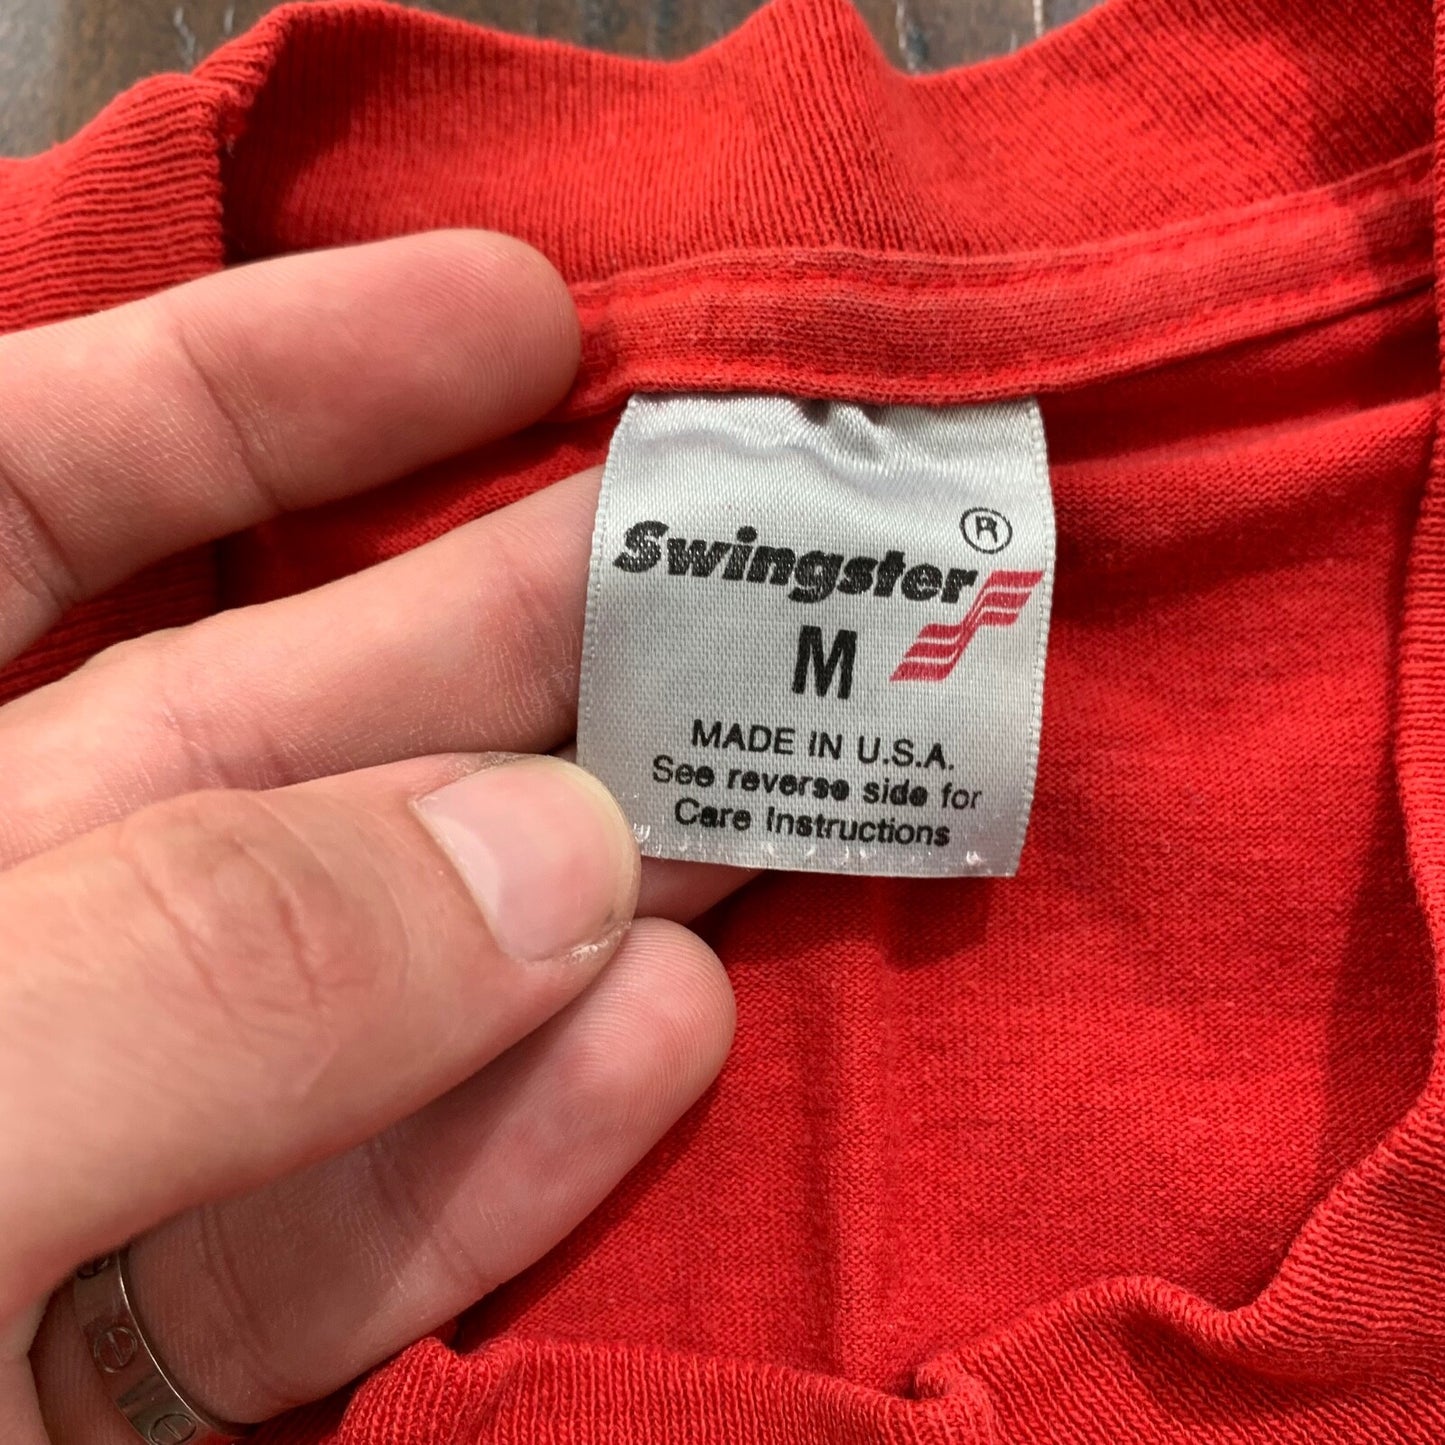 Swingster ®
M
MADE IN U.S.A.
See reverse side for
Care Instructions